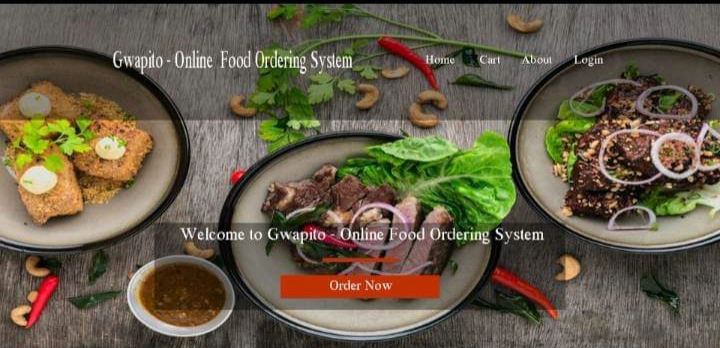 Gwapito - Online Food Ordering System
Home Cart About Login
Welcome to Gwapito - Online Food Ordering System
Order Now